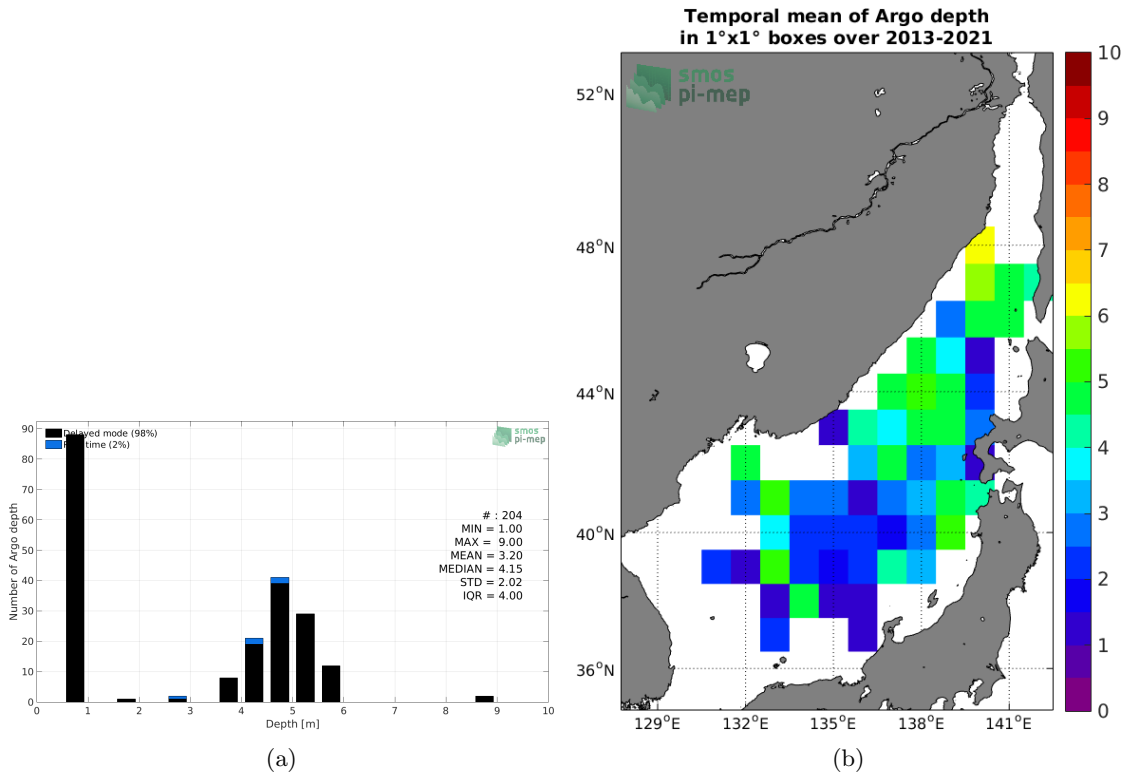 90
80
70
60
50
40
30
20
10
0
Number of Argo depth
Delayed mode (98%)
time (2%)
smos
pi-mep
# : 204
MIN = 1.00
MAX = 9.00
MEAN = 3.20
MEDIAN = 4.15
STD = 2.02
IQR = 4.00
0 1 2 3 4 5 6 7 8 9 10
Depth [m]
(a)
Temporal mean of Argo depth
in 1°x1° boxes over 2013-2021
smos
pi-mep
52°N
48°N
44°N
40°N
36°N
129°E 132°E 135°E 138°E 141°E
10
9
8
7
6
5
4
3
2
1
0
(b)